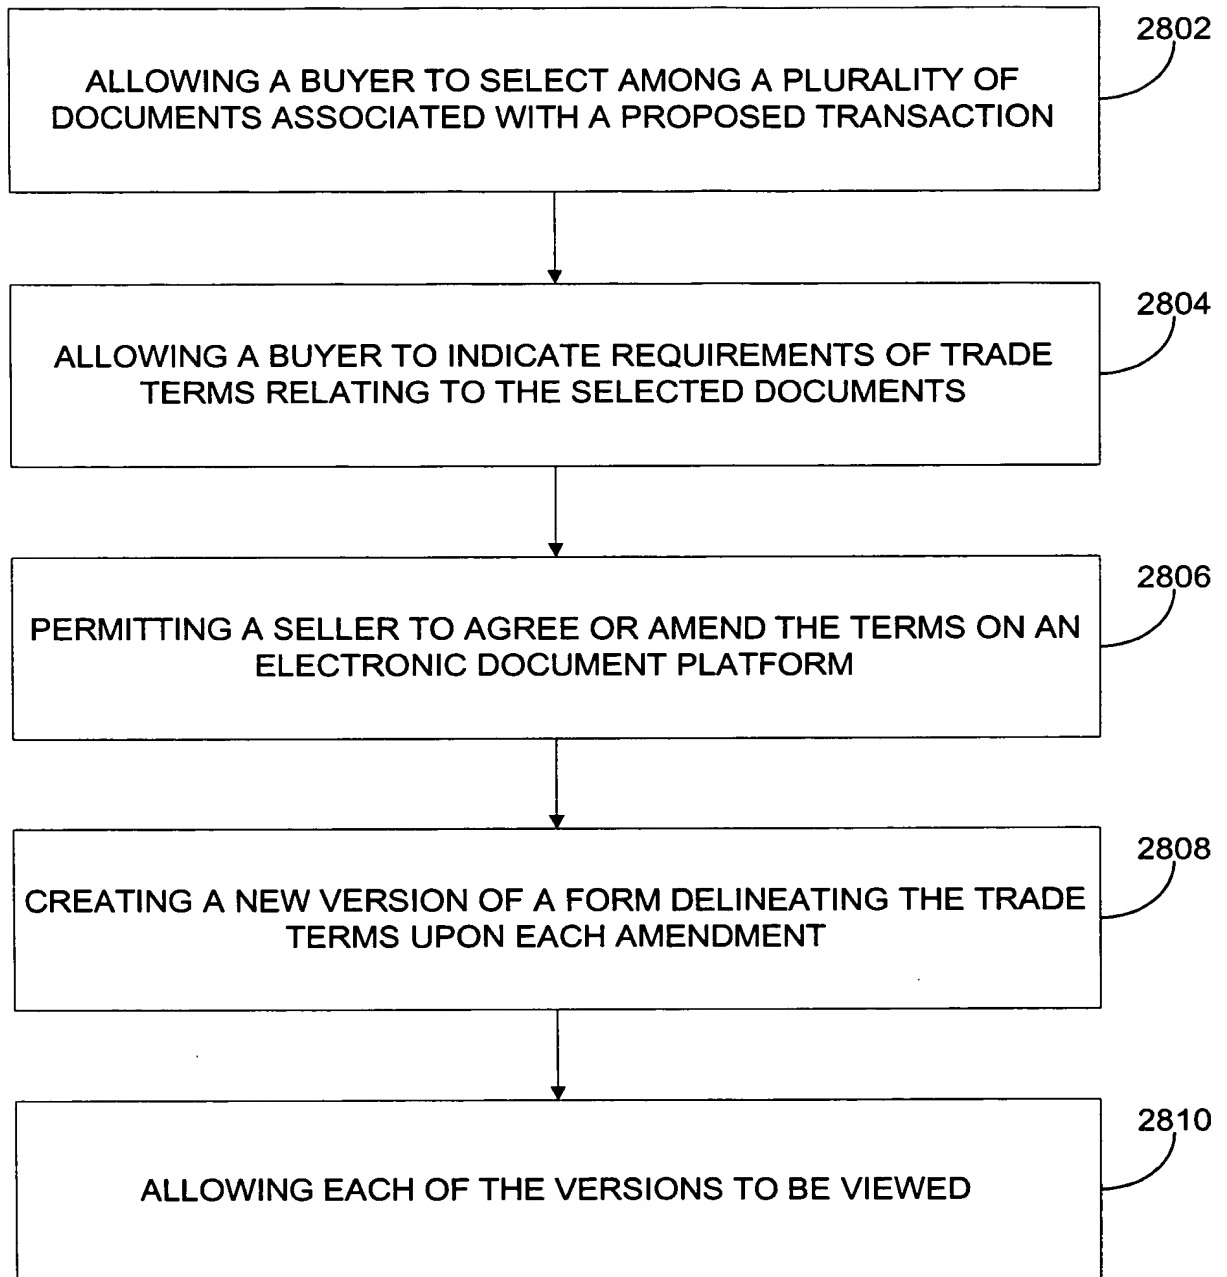 2802
ALLOWING A BUYER TO SELECT AMONG A PLURALITY OF
DOCUMENTS ASSOCIATED WITH A PROPOSED TRANSACTION
2804
ALLOWING A BUYER TO INDICATE REQUIREMENTS OF TRADE
TERMS RELATING TO THE SELECTED DOCUMENTS
2806
PERMITTING A SELLER TO AGREE OR AMEND THE TERMS ON AN
ELECTRONIC DOCUMENT PLATFORM
2808
CREATING A NEW VERSION OF A FORM DELINEATING THE TRADE
TERMS UPON EACH AMENDMENT
2810
ALLOWING EACH OF THE VERSIONS TO BE VIEWED